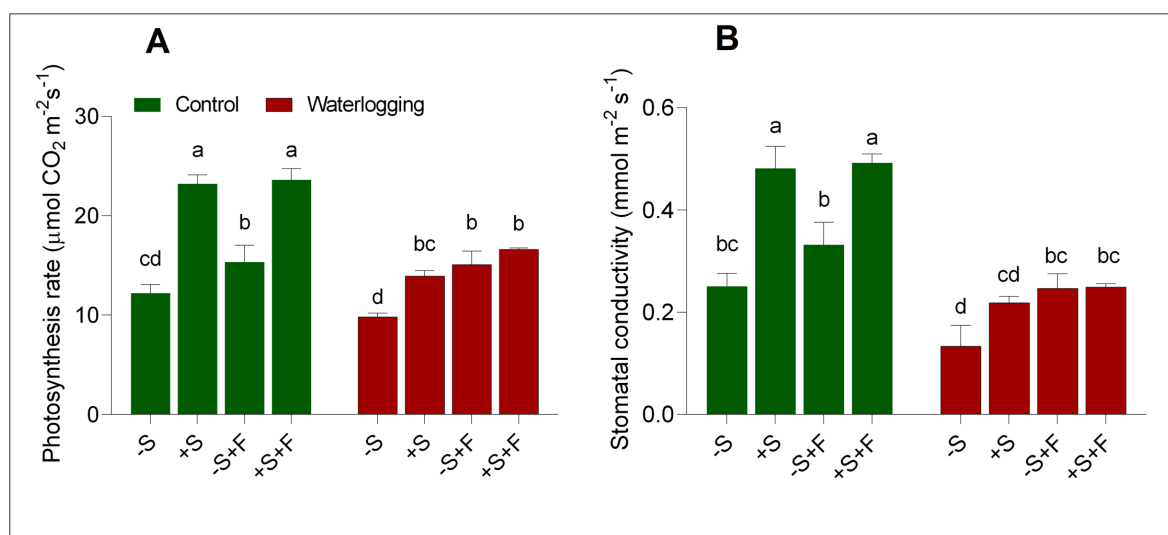 A
Control Waterlogging
Photosynthesis rate (μmol CO₂ m⁻²s⁻¹)
30
20
10
0
cd
a
b
a
d
bc
b
b
-S
+S
-S+F
+S+F
-S
+S
-S+F
+S+F
B
Stomatal conductivity (mmol m⁻² s⁻¹)
0.6
0.4
0.2
0.0
bc
a
b
a
d
cd
bc
bc
-S
+S
-S+F
+S+F
-S
+S
-S+F
+S+F